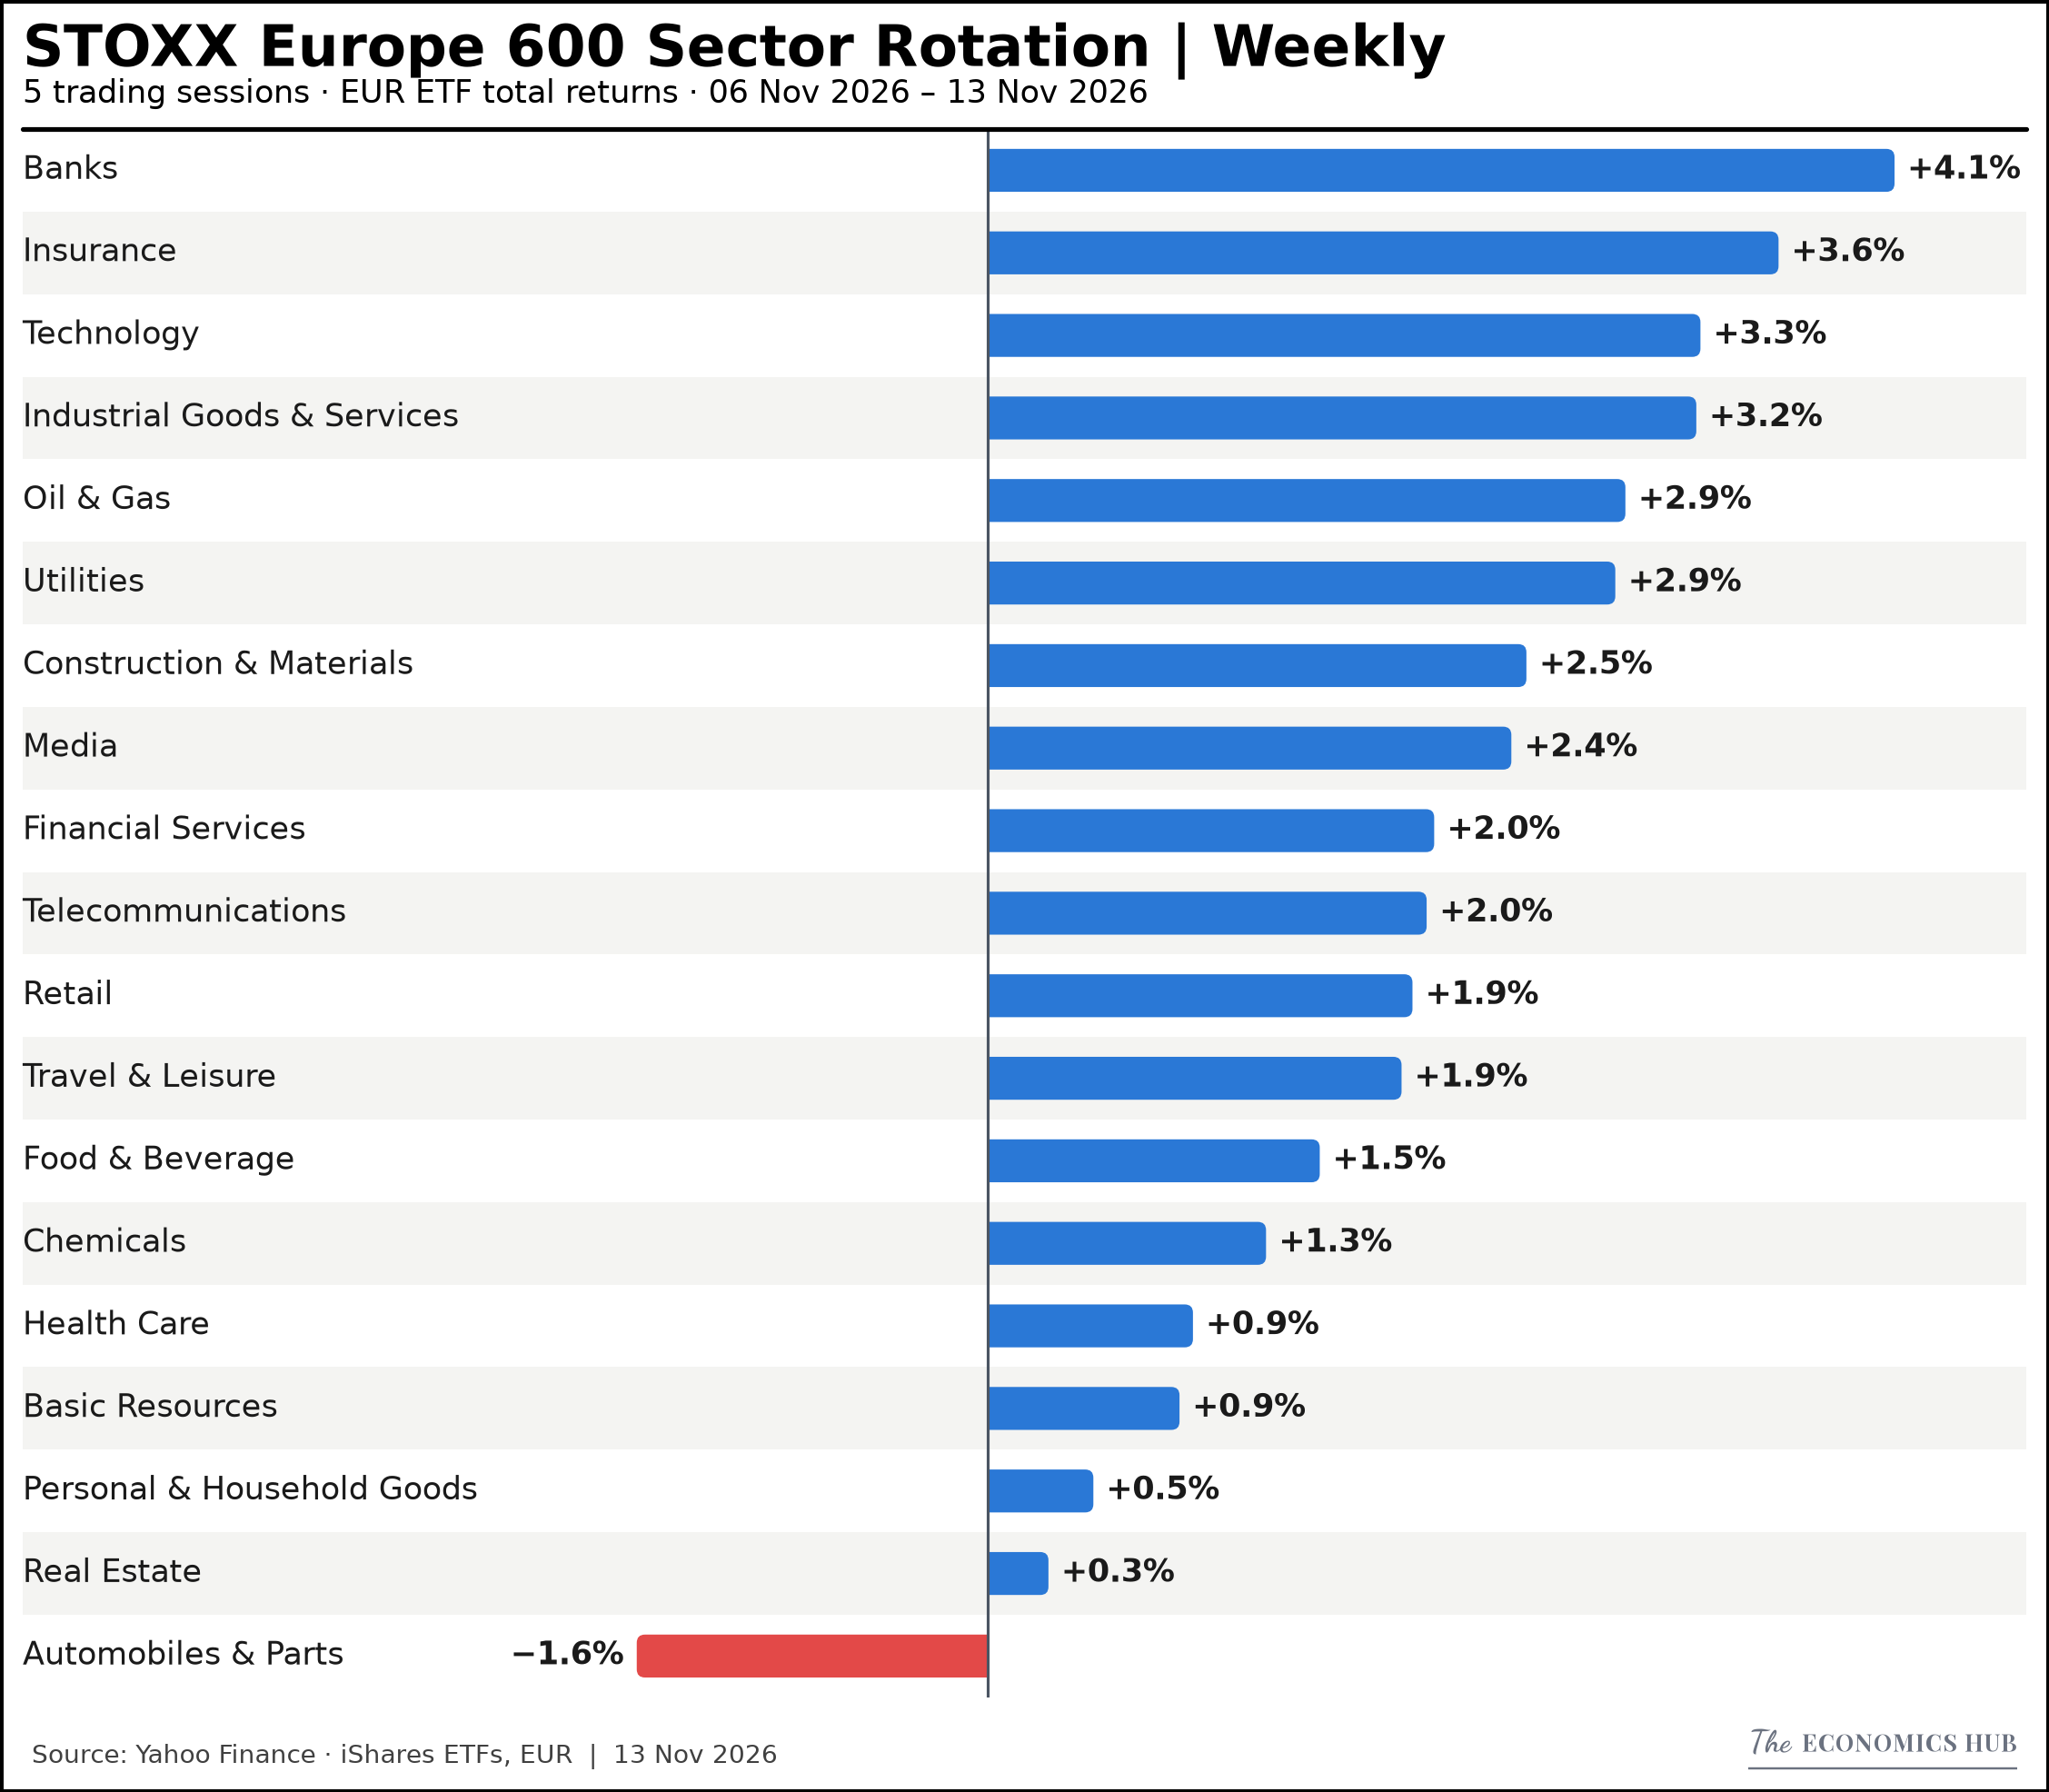 STOXX Europe 600 Sector Rotation | Weekly
5 trading sessions · EUR ETF total returns · 06 Nov 2026 – 13 Nov 2026
Banks +4.1%
Insurance +3.6%
Technology +3.3%
Industrial Goods & Services +3.2%
Oil & Gas +2.9%
Utilities +2.9%
Construction & Materials +2.5%
Media +2.4%
Financial Services +2.0%
Telecommunications +2.0%
Retail +1.9%
Travel & Leisure +1.9%
Food & Beverage +1.5%
Chemicals +1.3%
Health Care +0.9%
Basic Resources +0.9%
Personal & Household Goods +0.5%
Real Estate +0.3%
Automobiles & Parts −1.6%
Source: Yahoo Finance · iShares ETFs, EUR | 13 Nov 2026
The ECONOMICS HUB